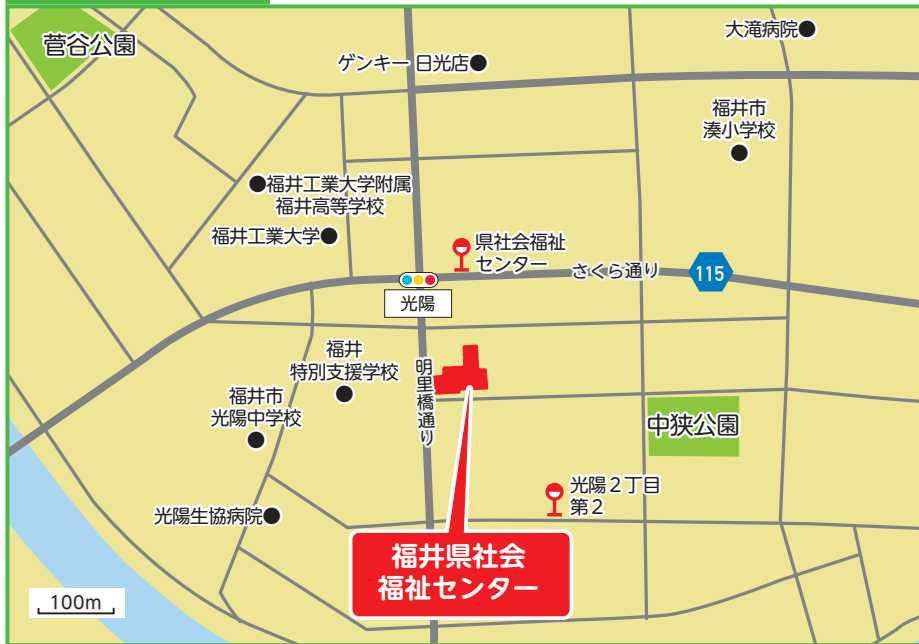 菅谷公園
大滝病院
ゲンキー 日光店
福井市
湊小学校
福井工業大学附属
福井高等学校
福井工業大学
県社会福祉
センター
さくら通り
115
光陽
福井
特別支援学校
明里橋通り
福井市
光陽中学校
中狭公園
光陽2丁目
第2
光陽生協病院
福井県社会
福祉センター
100m